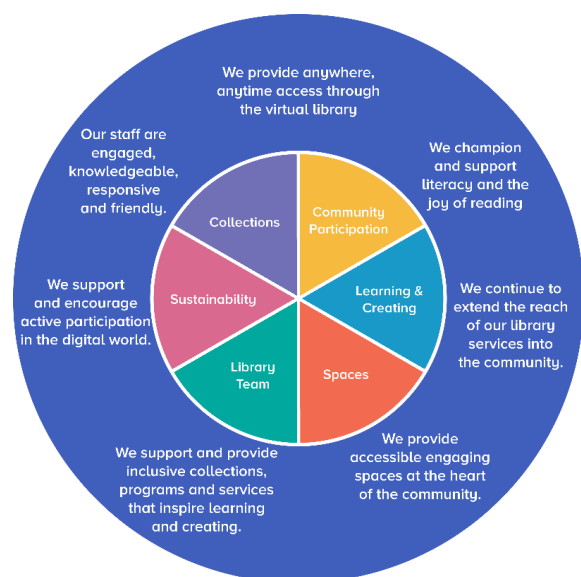 We provide anywhere,
anytime access through
the virtual library
We champion
and support
literacy and the
joy of reading
We continue to
extend the reach
of our library
services into
the community.
We provide
accessible engaging
spaces at the heart
of the community.
We support and provide
inclusive collections,
programs and services
that inspire learning
and creating.
We support
and encourage
active participation
in the digital world.
Our staff are
engaged,
knowledgeable,
responsive
and friendly.
Collections
Community
Participation
Learning &
Creating
Spaces
Library
Team
Sustainability